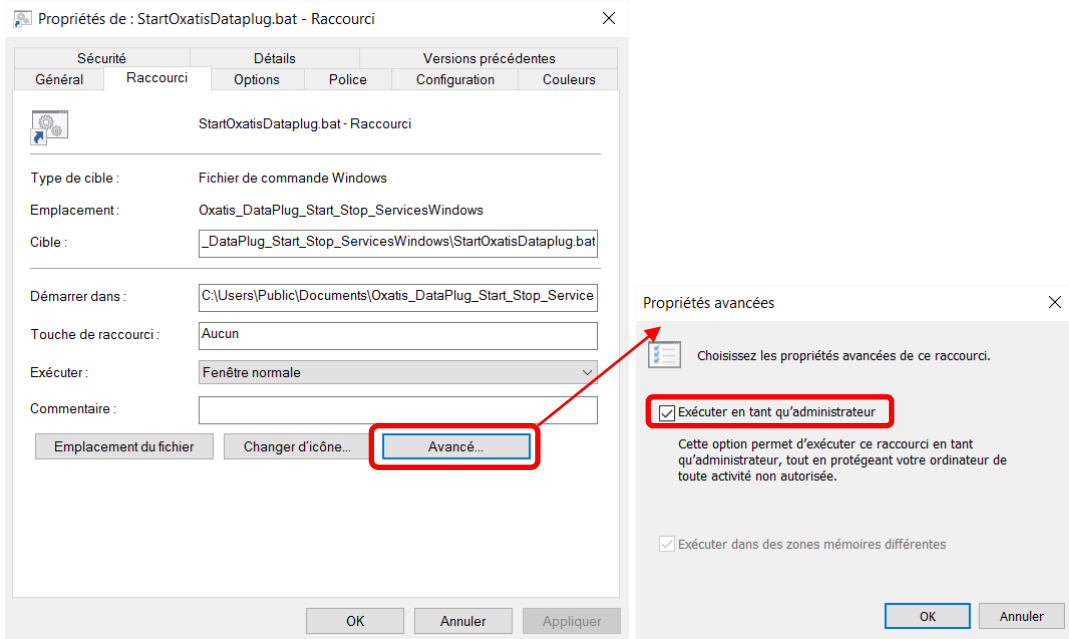 Propriétés de : StartOxatisDataplug.bat - Raccourci
Sécurité Détails Versions précédentes
Général Raccourci Options Police Configuration Couleurs
StartOxatisDataplug.bat - Raccourci
Type de cible : Fichier de commande Windows
Emplacement : Oxatis_DataPlug_Start_Stop_ServicesWindows
Cible : _DataPlug_Start_Stop_ServicesWindows\StartOxatisDataplug.bat
Démarrer dans : C:\Users\Public\Documents\Oxatis_DataPlug_Start_Stop_Service
Touche de raccourci : Aucun
Exécuter : Fenêtre normale
Commentaire :
Emplacement du fichier Changer d'icône... Avancé...
OK Annuler Appliquer
Propriétés avancées
Choisissez les propriétés avancées de ce raccourci.
Exécuter en tant qu'administrateur
Cette option permet d'exécuter ce raccourci en tant
qu'administrateur, tout en protégeant votre ordinateur de
toute activité non autorisée.
Exécuter dans des zones mémoires différentes
OK Annuler